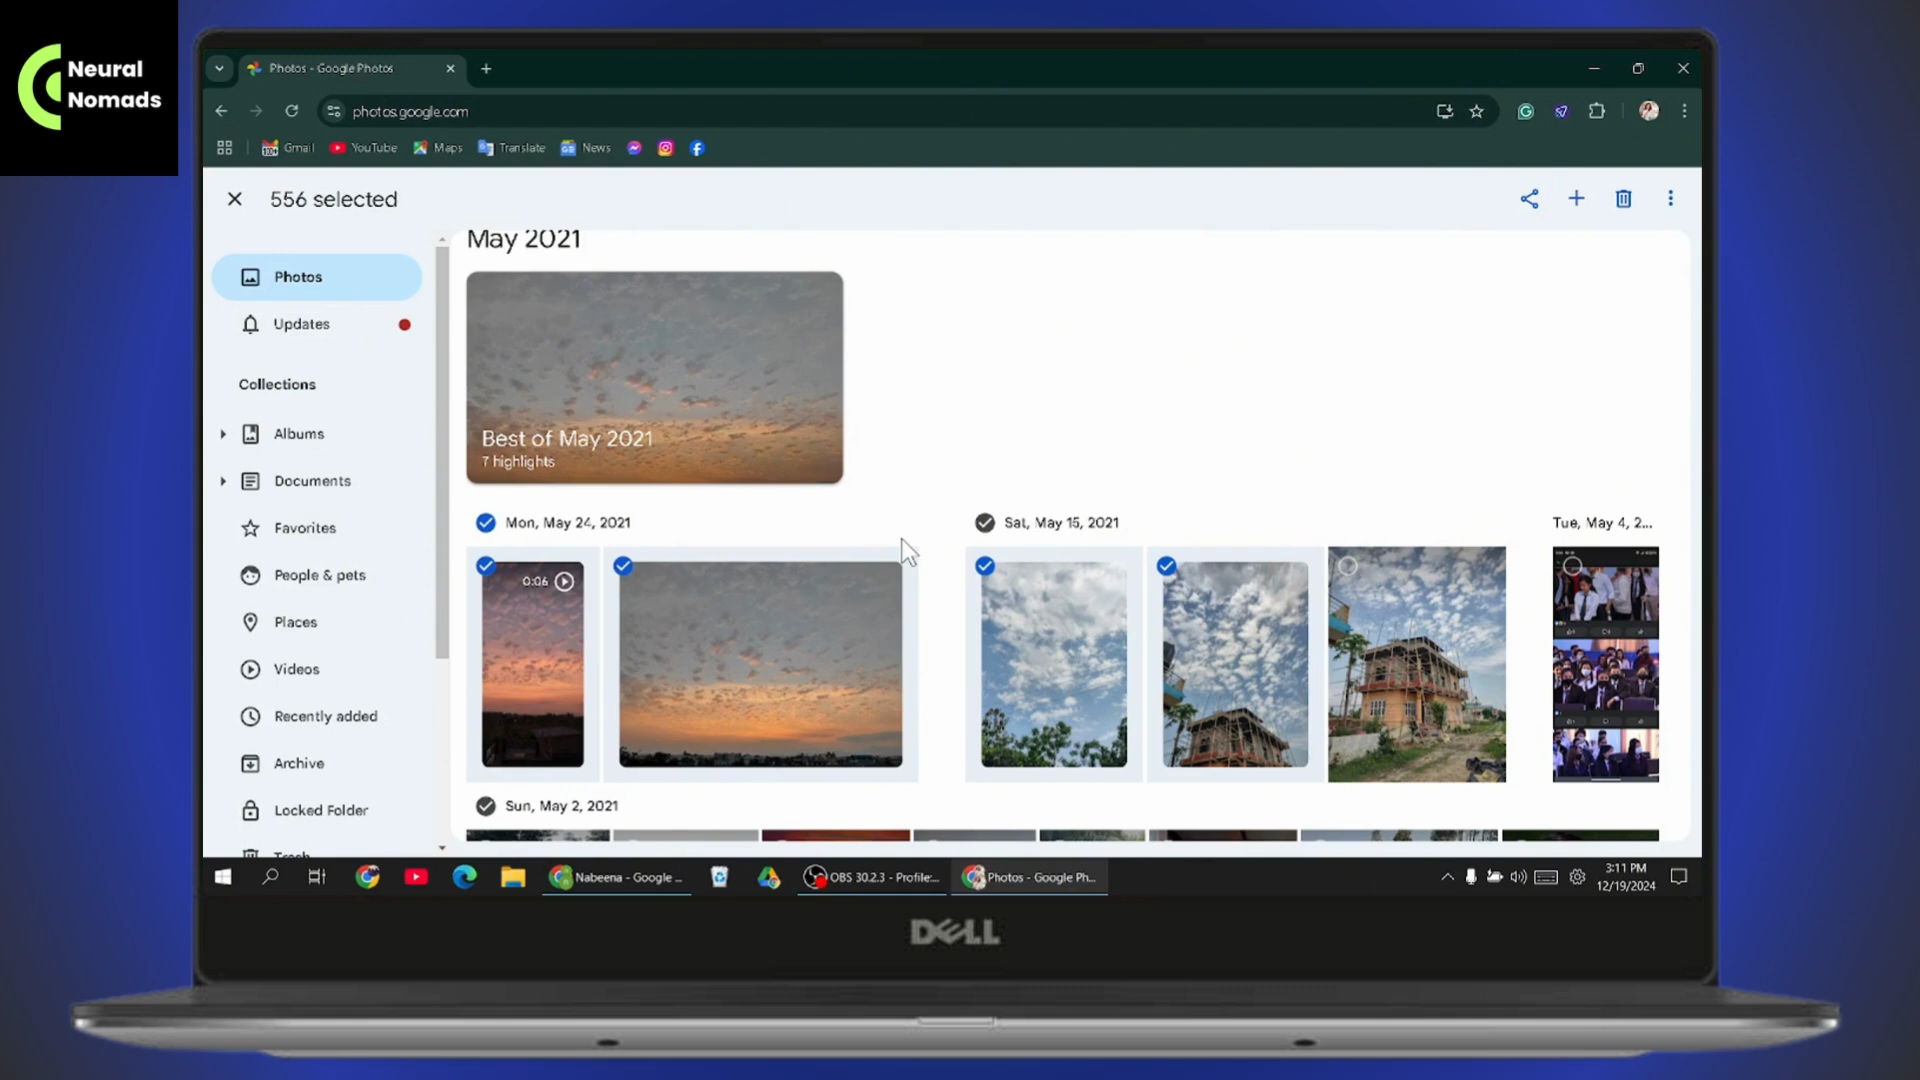 Neural
Nomads
Photos - Google Photos
photos.google.com
Gmail
YouTube
Maps
Translate
News
556 selected
May 2021
Photos
Updates
Collections
Albums
Documents
Favorites
People & pets
Places
Videos
Recently added
Archive
Locked Folder
Trash
Best of May 2021
7 highlights
Mon, May 24, 2021
Sat, May 15, 2021
Tue, May 4, 2...
0:06
Sun, May 2, 2021
Nabeena - Google ...
OBS 30.2.3 - Profile:...
Photos - Google Ph...
3:11 PM
12/19/2024
DELL